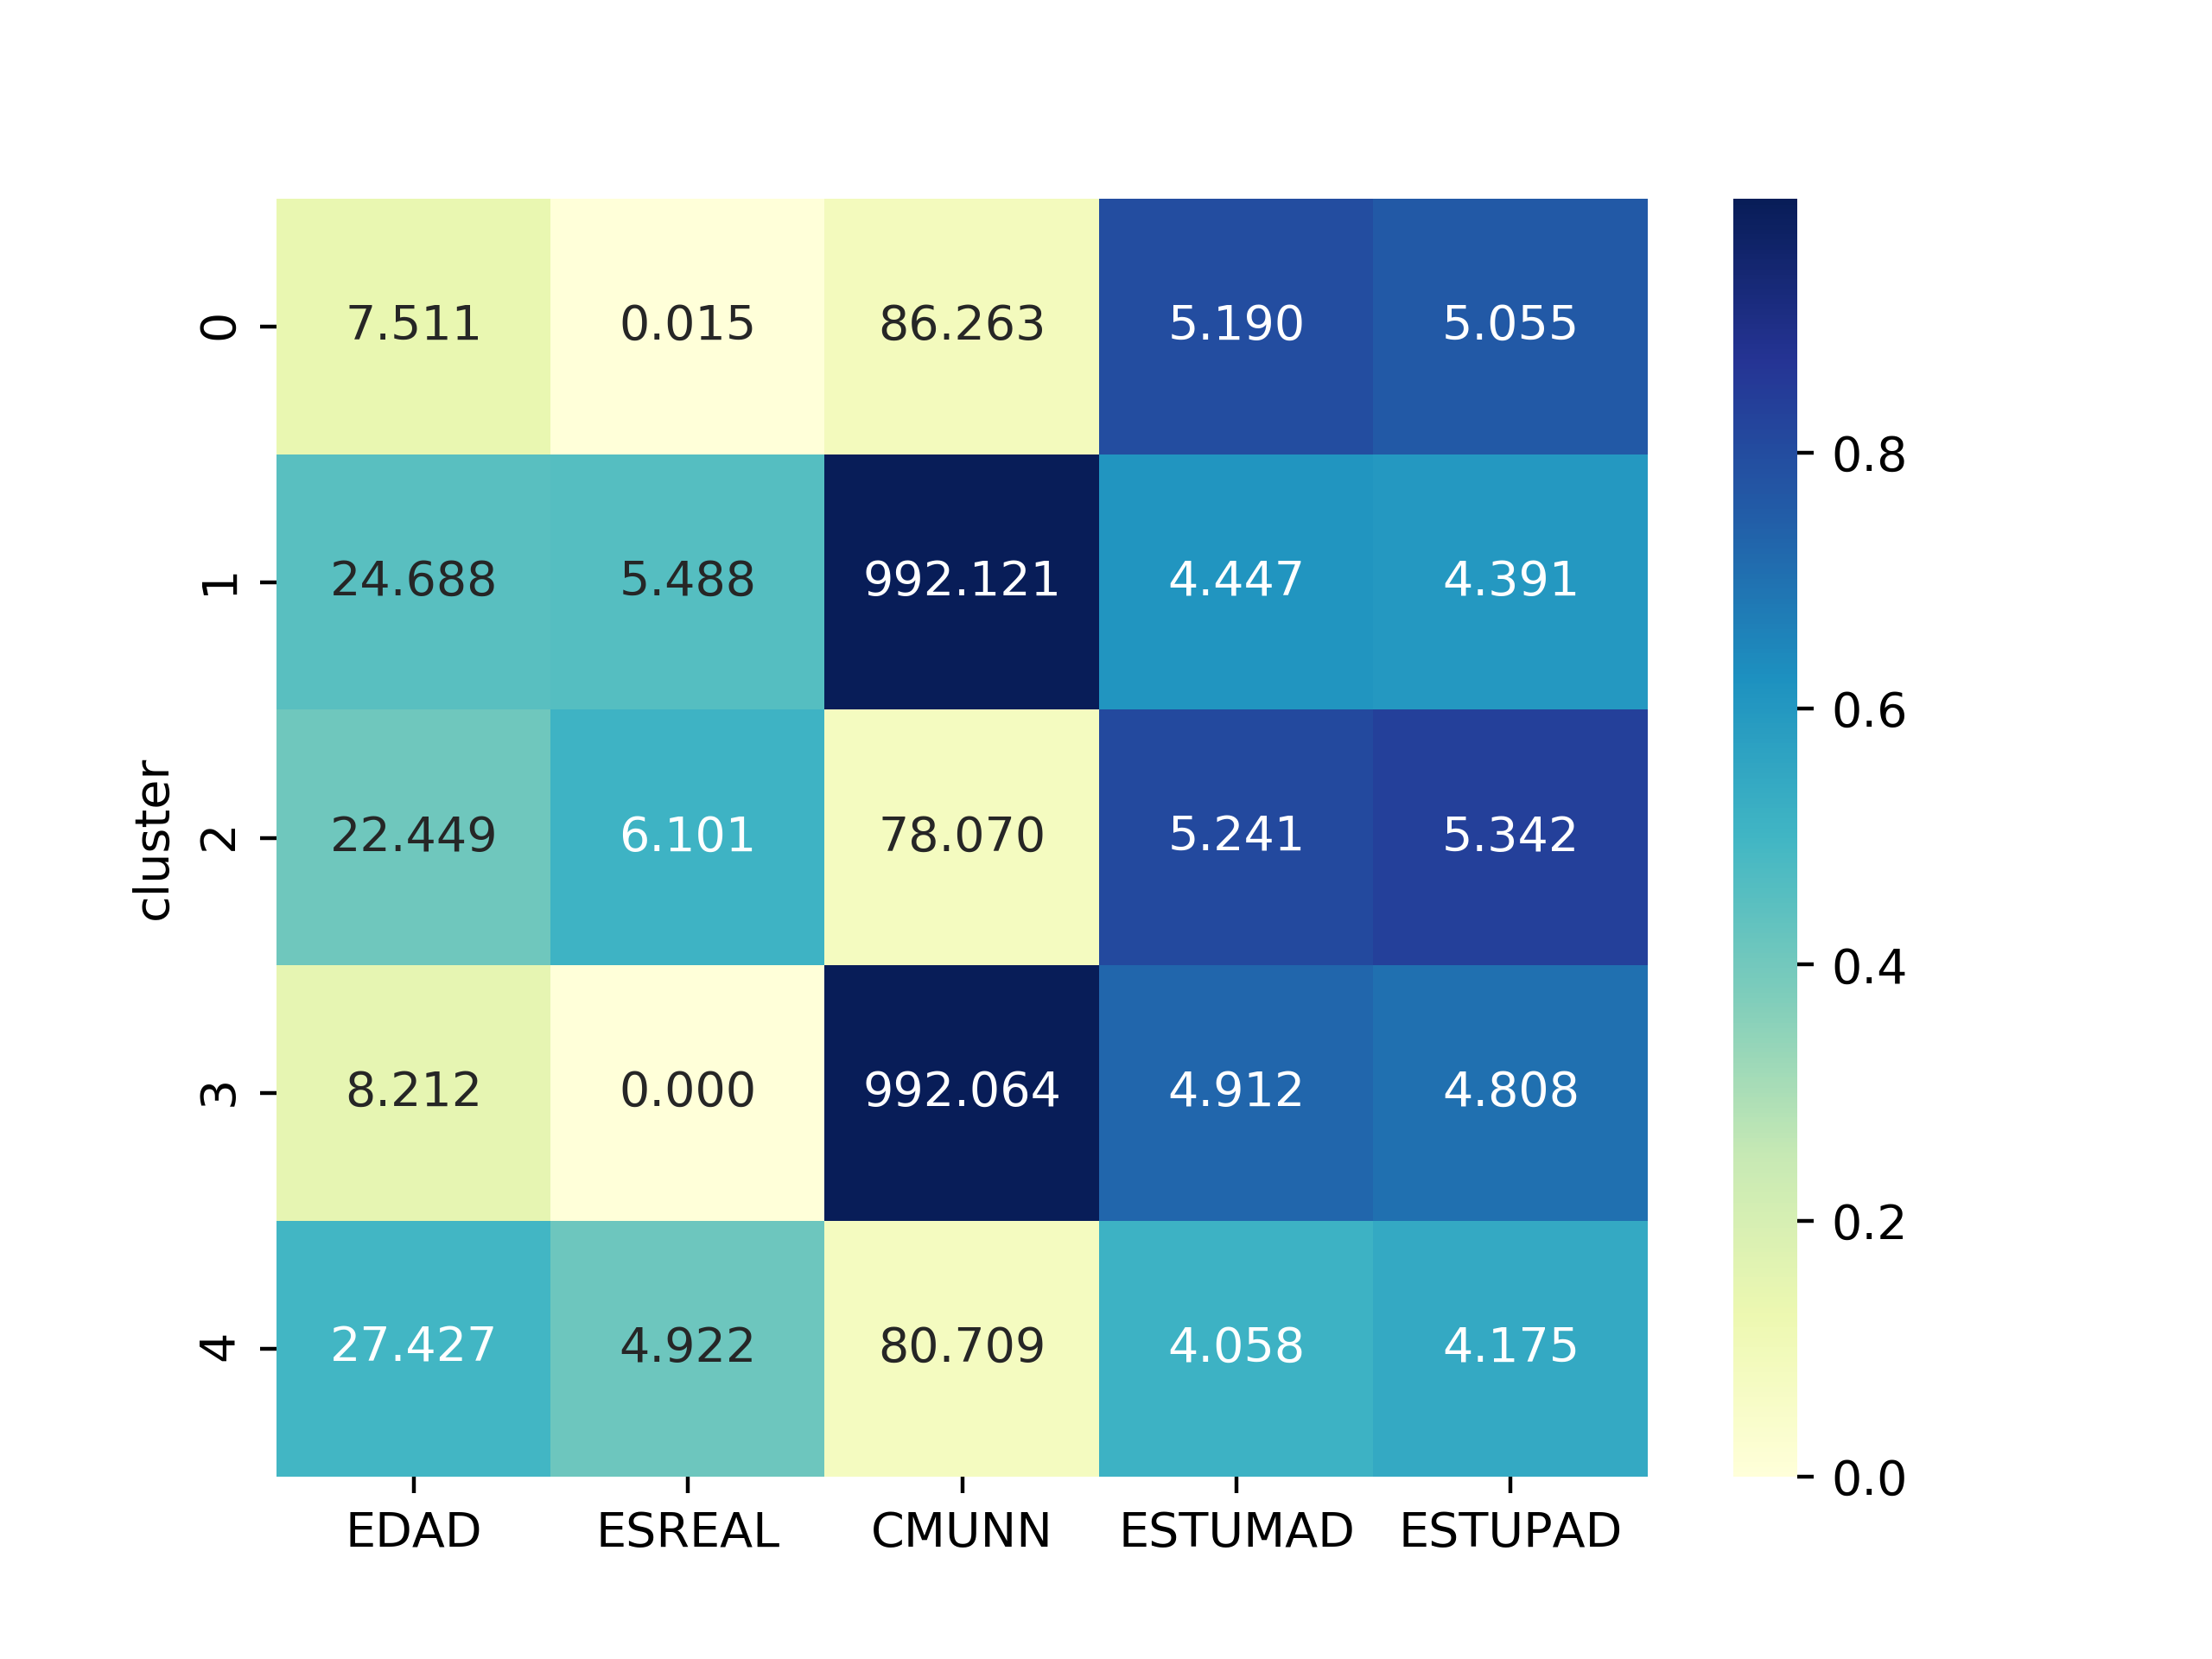 cluster
0 7.511 0.015 86.263 5.190 5.055
1 24.688 5.488 992.121 4.447 4.391
2 22.449 6.101 78.070 5.241 5.342
3 8.212 0.000 992.064 4.912 4.808
4 27.427 4.922 80.709 4.058 4.175
EDAD ESREAL CMUNN ESTUMAD ESTUPAD
0.8
0.6
0.4
0.2
0.0